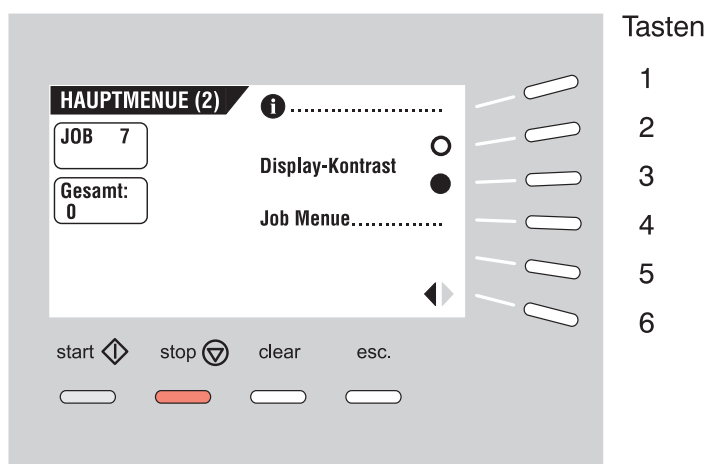 Tasten
HAUPTMENUE (2)
i ......................
JOB 7
Display-Kontrast
Gesamt:
0
Job Menue.............
1
2
3
4
5
6
start
stop
clear
esc.